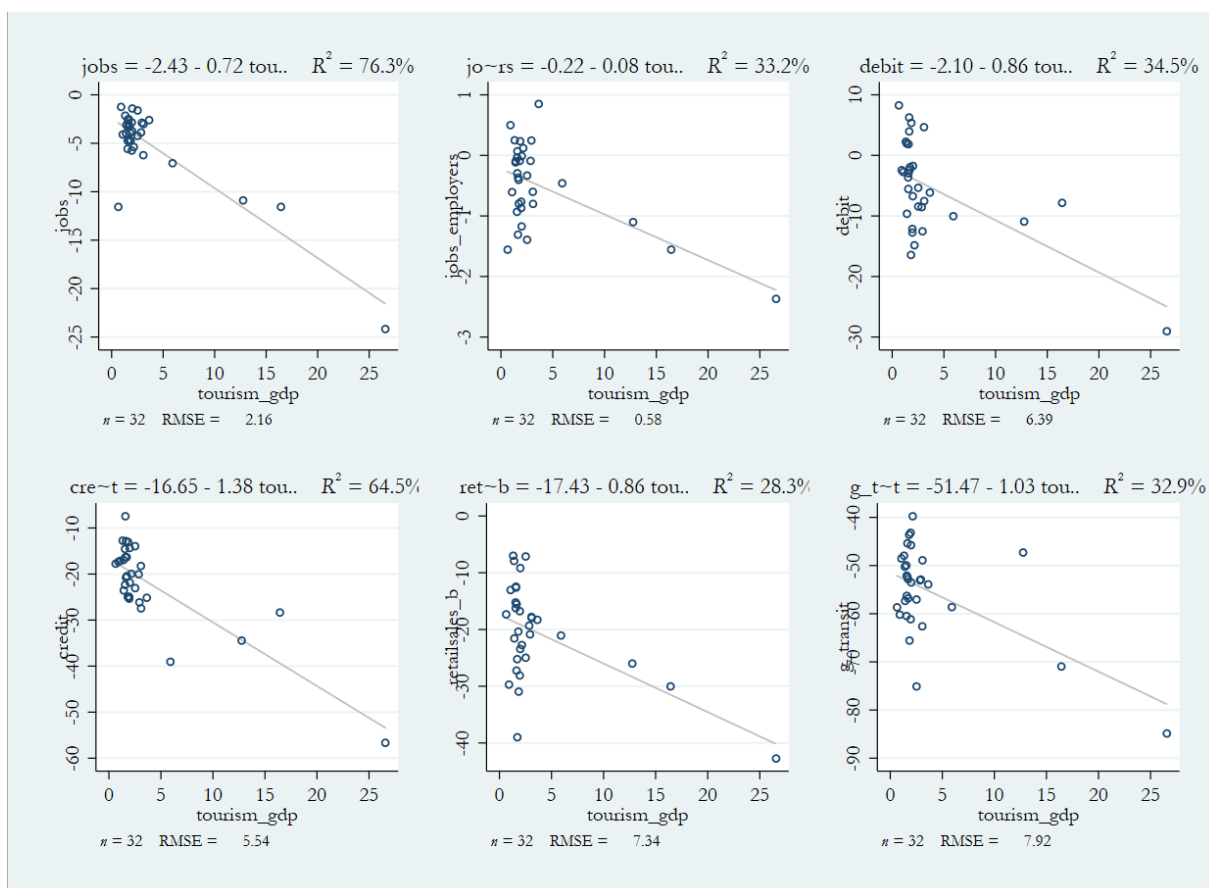 jobs = -2.43 - 0.72 tou.. R² = 76.3%
0
-5
-10
-15
-20
-25
jobs
0 5 10 15 20 25
tourism_gdp
n = 32 RMSE = 2.16
jo~rs = -0.22 - 0.08 tou.. R² = 33.2%
1
0
-1
-2
-3
jobs_employers
0 5 10 15 20 25
tourism_gdp
n = 32 RMSE = 0.58
debit = -2.10 - 0.86 tou.. R² = 34.5%
10
0
-10
-20
-30
debit
0 5 10 15 20 25
tourism_gdp
n = 32 RMSE = 6.39
cre~t = -16.65 - 1.38 tou.. R² = 64.5%
-10
-20
-30
-40
-50
-60
credit
0 5 10 15 20 25
tourism_gdp
n = 32 RMSE = 5.54
ret~b = -17.43 - 0.86 tou.. R² = 28.3%
0
-10
-20
-30
-40
retailsales_b
0 5 10 15 20 25
tourism_gdp
n = 32 RMSE = 7.34
g_t~t = -51.47 - 1.03 tou.. R² = 32.9%
-40
-50
-60
-70
-80
-90
g_transit
0 5 10 15 20 25
tourism_gdp
n = 32 RMSE = 7.92